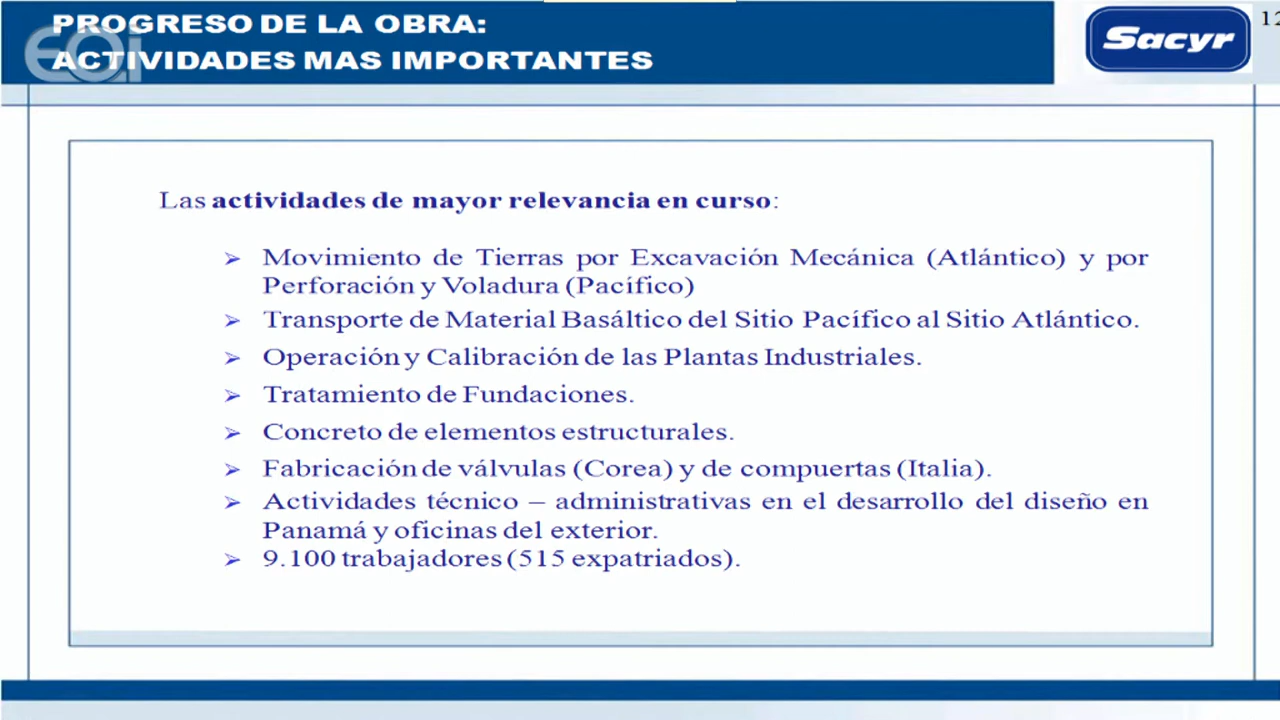 PROGRESO DE LA OBRA:
ACTIVIDADES MAS IMPORTANTES
eoi
Sacyr
12
Las actividades de mayor relevancia en curso:
➢ Movimiento de Tierras por Excavación Mecánica (Atlántico) y por
Perforación y Voladura (Pacífico)
➢ Transporte de Material Basáltico del Sitio Pacífico al Sitio Atlántico.
➢ Operación y Calibración de las Plantas Industriales.
➢ Tratamiento de Fundaciones.
➢ Concreto de elementos estructurales.
➢ Fabricación de válvulas (Corea) y de compuertas (Italia).
➢ Actividades técnico – administrativas en el desarrollo del diseño en
Panamá y oficinas del exterior.
➢ 9.100 trabajadores (515 expatriados).